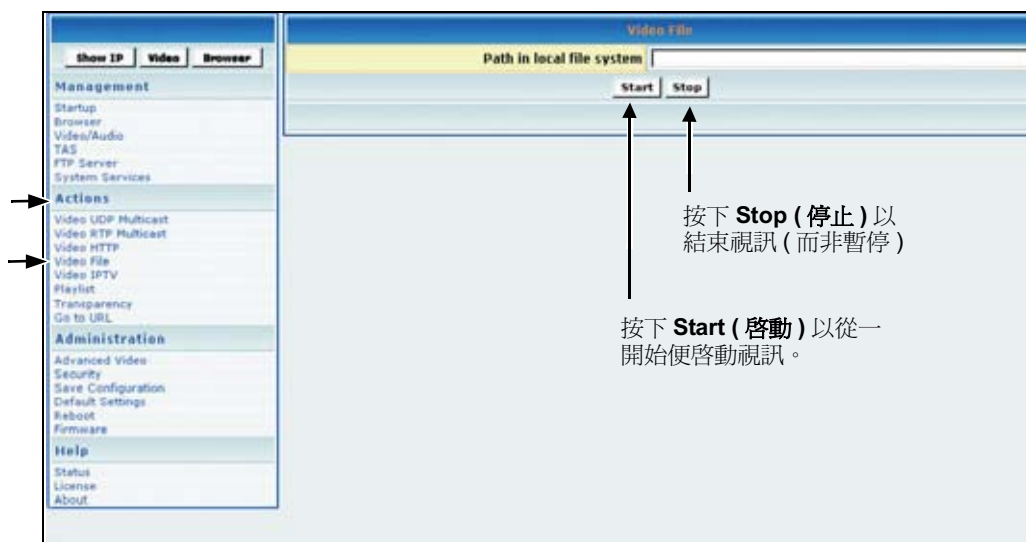 Video File
Show IP Video Browser
Path in local file system
Start Stop
Management
Startup
Browser
Video/Audio
TAS
FTP Server
System Services
Actions
Video UDP Multicast
Video RTP Multicast
Video HTTP
Video File
Video IPTV
Playlist
Transparency
Go to URL
Administration
Advanced Video
Security
Save Configuration
Default Settings
Reboot
Firmware
Help
Status
License
About
按下 Stop ( 停止 ) 以
結束視訊 ( 而非暫停 )
按下 Start ( 啓動 ) 以從一
開始便啓動視訊。